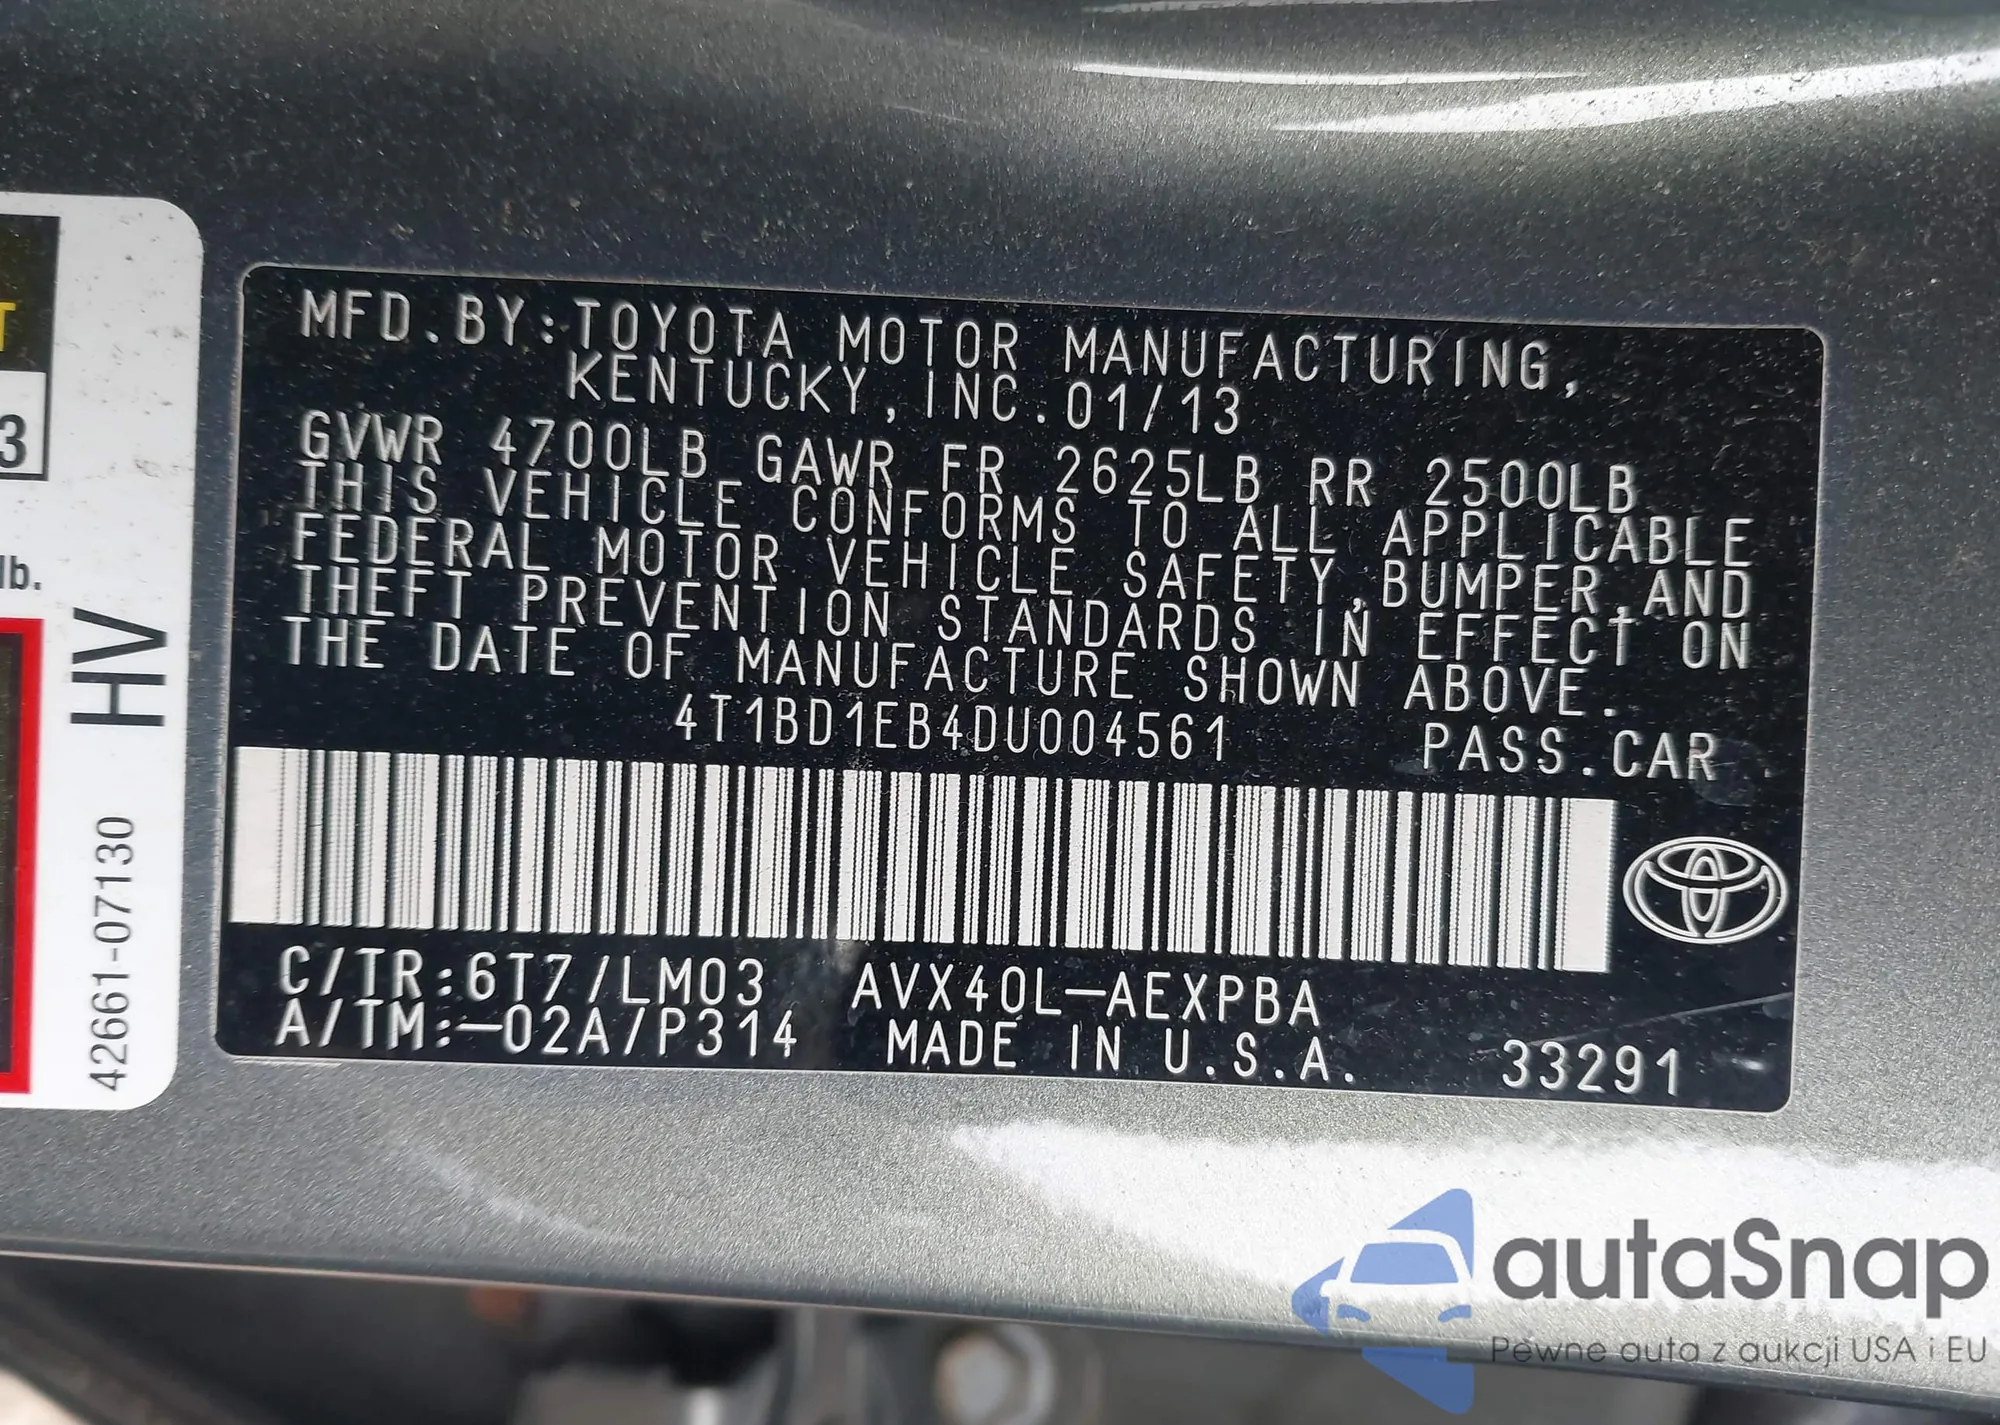 MFD.BY:TOYOTA MOTOR MANUFACTURING,
KENTUCKY, INC.01/13
GVWR 4700LB GAWR FR 2625LB RR 2500LB
THIS VEHICLE CONFORMS TO ALL APPLICABLE
FEDERAL MOTOR VEHICLE SAFETY,BUMPER,AND
THEFT PREVENTION STANDARDS IN EFFECT ON
THE DATE OF MANUFACTURE SHOWN ABOVE.
4T1BD1EB4DU004561 PASS.CAR
C/TR:6T7/LM03 AVX40L-AEXPBA
A/TM:-02A/P314 MADE IN U.S.A. 33291
T
3
lb.
HV
42661-07130
autaSnap
Pewne auta z aukcji USA i EU